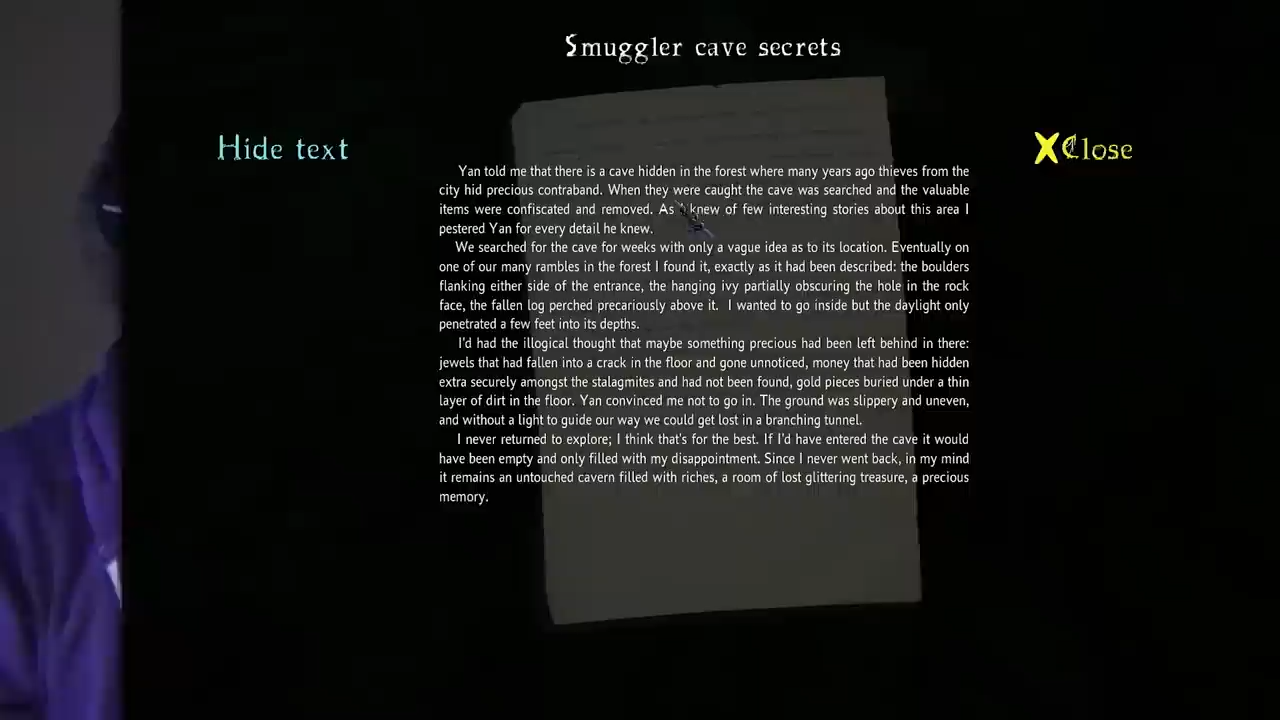 Smuggler cave secrets
Hide text
Close
Yan told me that there is a cave hidden in the forest where many years ago thieves from the
city hid precious contraband. When they were caught the cave was searched and the valuable
items were confiscated and removed. As I knew of few interesting stories about this area I
pestered Yan for every detail he knew.
We searched for the cave for weeks with only a vague idea as to its location. Eventually on
one of our many rambles in the forest I found it, exactly as it had been described: the boulders
flanking either side of the entrance, the hanging ivy partially obscuring the hole in the rock
face, the fallen log perched precariously above it. I wanted to go inside but the daylight only
penetrated a few feet into its depths.
I'd had the illogical thought that maybe something precious had been left behind in there:
jewels that had fallen into a crack in the floor and gone unnoticed, money that had been hidden
extra securely amongst the stalagmites and had not been found, gold pieces buried under a thin
layer of dirt in the floor. Yan convinced me not to go in. The ground was slippery and uneven,
and without a light to guide our way we could get lost in a branching tunnel.
I never returned to explore; I think that's for the best. If I'd have entered the cave it would
have been empty and only filled with my disappointment. Since I never went back, in my mind
it remains an untouched cavern filled with riches, a room of lost glittering treasure, a precious
memory.